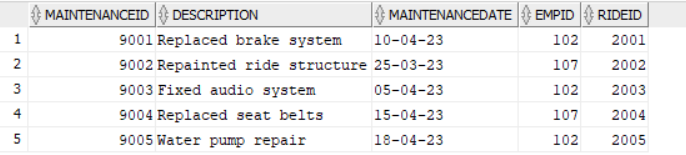 MAINTENANCEID DESCRIPTION MAINTENANCEDATE EMPID RIDEID
1 9001 Replaced brake system 10-04-23 102 2001
2 9002 Repainted ride structure 25-03-23 107 2002
3 9003 Fixed audio system 05-04-23 102 2003
4 9004 Replaced seat belts 15-04-23 107 2004
5 9005 Water pump repair 18-04-23 102 2005